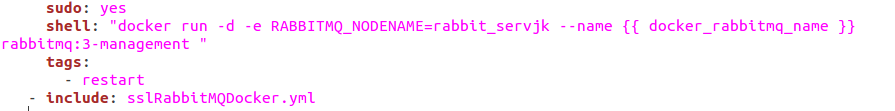 sudo: yes
shell: "docker run -d -e RABBITMQ_NODENAME=rabbit_servjk --name {{ docker_rabbitmq_name }}
rabbitmq:3-management "
tags:
- restart
- include: sslRabbitMQDocker.yml